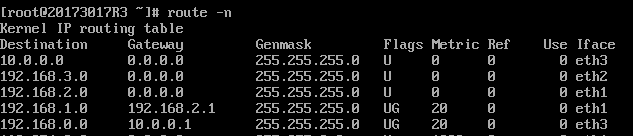 [root@20173017R3 ~]# route -n
Kernel IP routing table
Destination Gateway Genmask Flags Metric Ref Use Iface
10.0.0.0 0.0.0.0 255.255.255.0 U 0 0 0 eth3
192.168.3.0 0.0.0.0 255.255.255.0 U 0 0 0 eth2
192.168.2.0 0.0.0.0 255.255.255.0 U 0 0 0 eth1
192.168.1.0 192.168.2.1 255.255.255.0 UG 20 0 0 eth1
192.168.0.0 10.0.0.1 255.255.255.0 UG 20 0 0 eth3